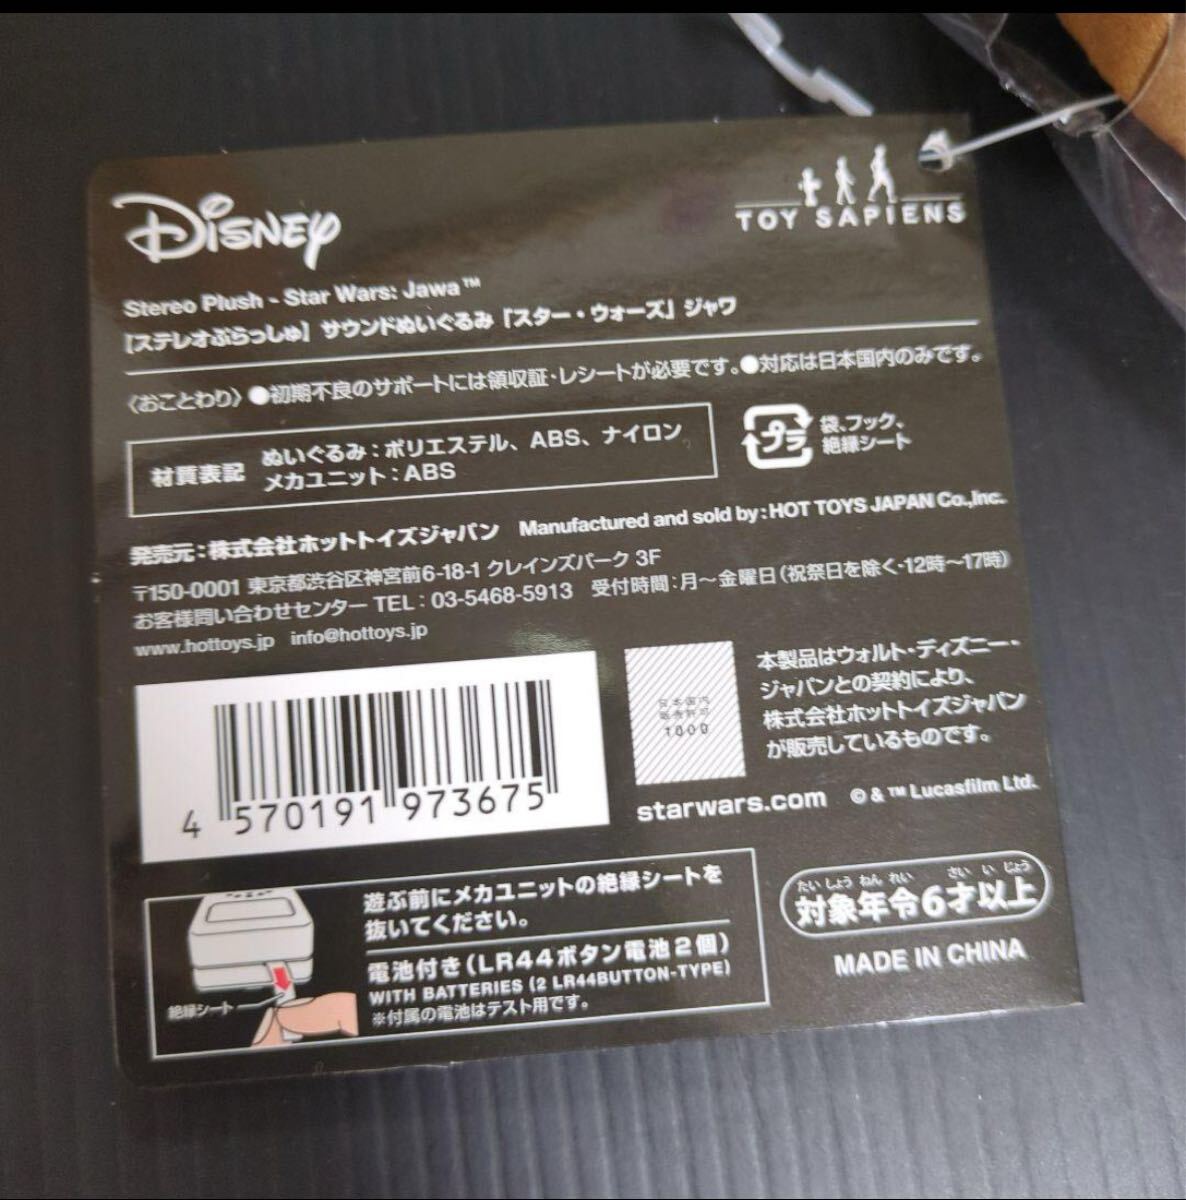 Disney
TOY SAPIENS
Stereo Plush - Star Wars: Jawa™
【ステレオぷらっしゅ】サウンドぬいぐるみ「スター・ウォーズ」ジャワ
〈おことわり〉●初期不良のサポートには領収証・レシートが必要です。●対応は日本国内のみです。
材質表記
ぬいぐるみ：ポリエステル、ABS、ナイロン
メカユニット：ABS
プラ
袋、フック、
絶縁シート
発売元：株式会社ホットトイズジャパン Manufactured and sold by:HOT TOYS JAPAN Co.,Inc.
〒150-0001 東京都渋谷区神宮前6-18-1 クレインズパーク 3F
お客様問い合わせセンター TEL：03-5468-5913 受付時間：月～金曜日（祝祭日を除く・12時～17時）
www.hottoys.jp info@hottoys.jp
4 570191 973675
日本国内
販売許可
1000
本製品はウォルト・ディズニー・
ジャパンとの契約により、
株式会社ホットトイズジャパン
が販売しているものです。
starwars.com ©&™Lucasfilm Ltd.
遊ぶ前にメカユニットの絶縁シートを
抜いてください。
電池付き（LR44ボタン電池２個）
WITH BATTERIES (2 LR44BUTTON-TYPE)
※付属の電池はテスト用です。
絶縁シート
たいしょうねんれい さいいじょう
対象年令6才以上
MADE IN CHINA